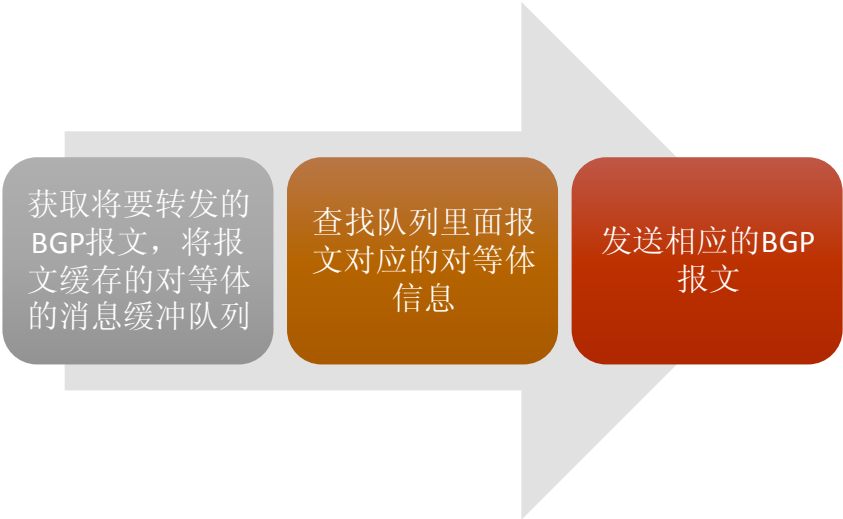 获取将要转发的
BGP报文，将报
文缓存的对等体
的消息缓冲队列
查找队列里面报
文对应的对等体
信息
发送相应的BGP
报文